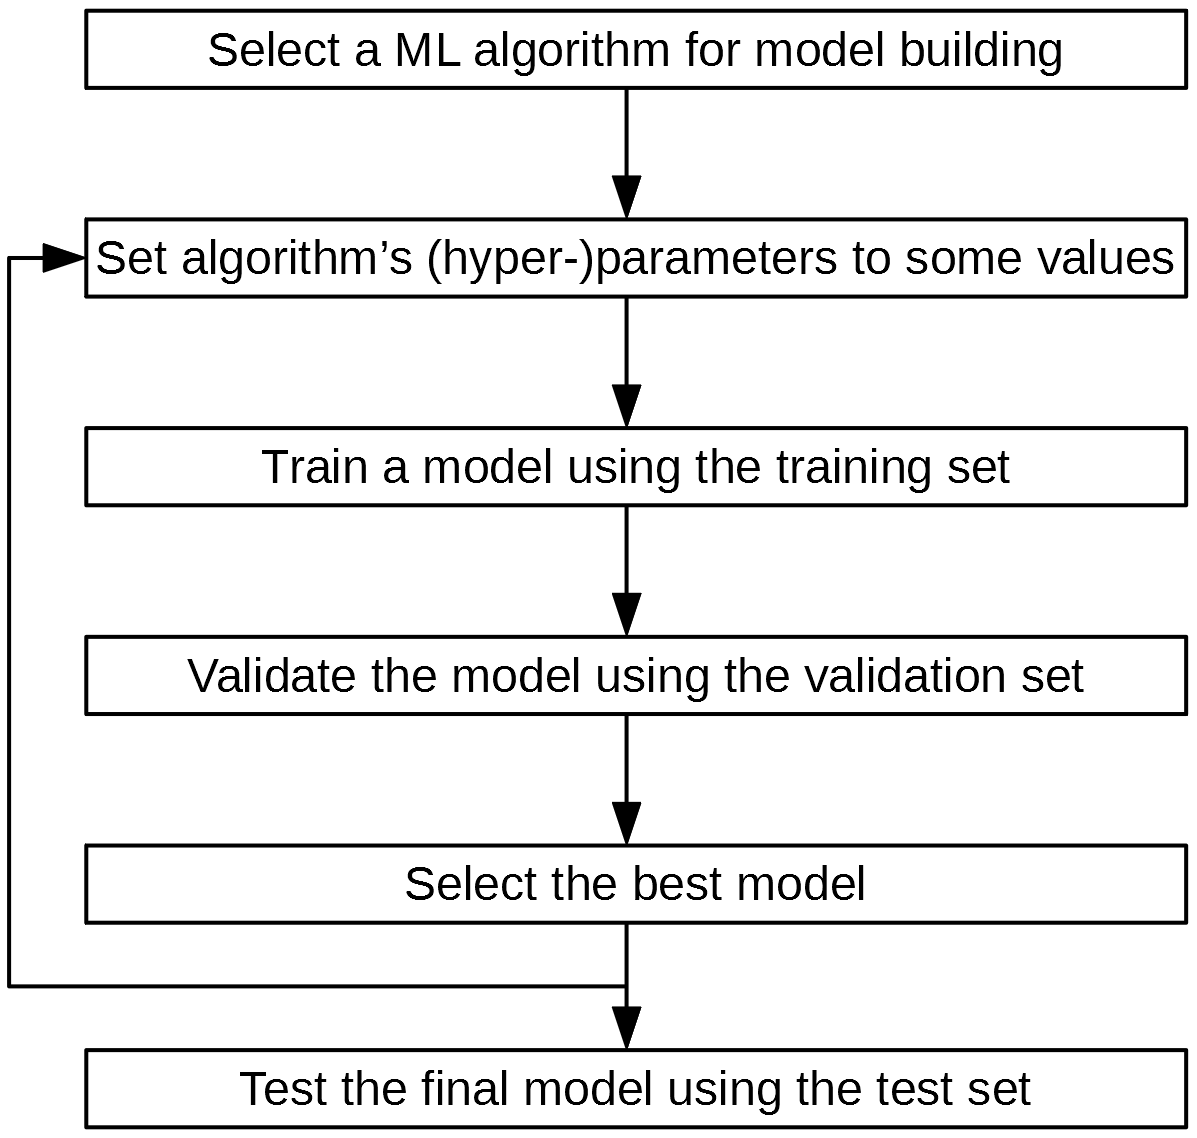 Select a ML algorithm for model building
Set algorithm’s (hyper-)parameters to some values
Train a model using the training set
Validate the model using the validation set
Select the best model
Test the final model using the test set